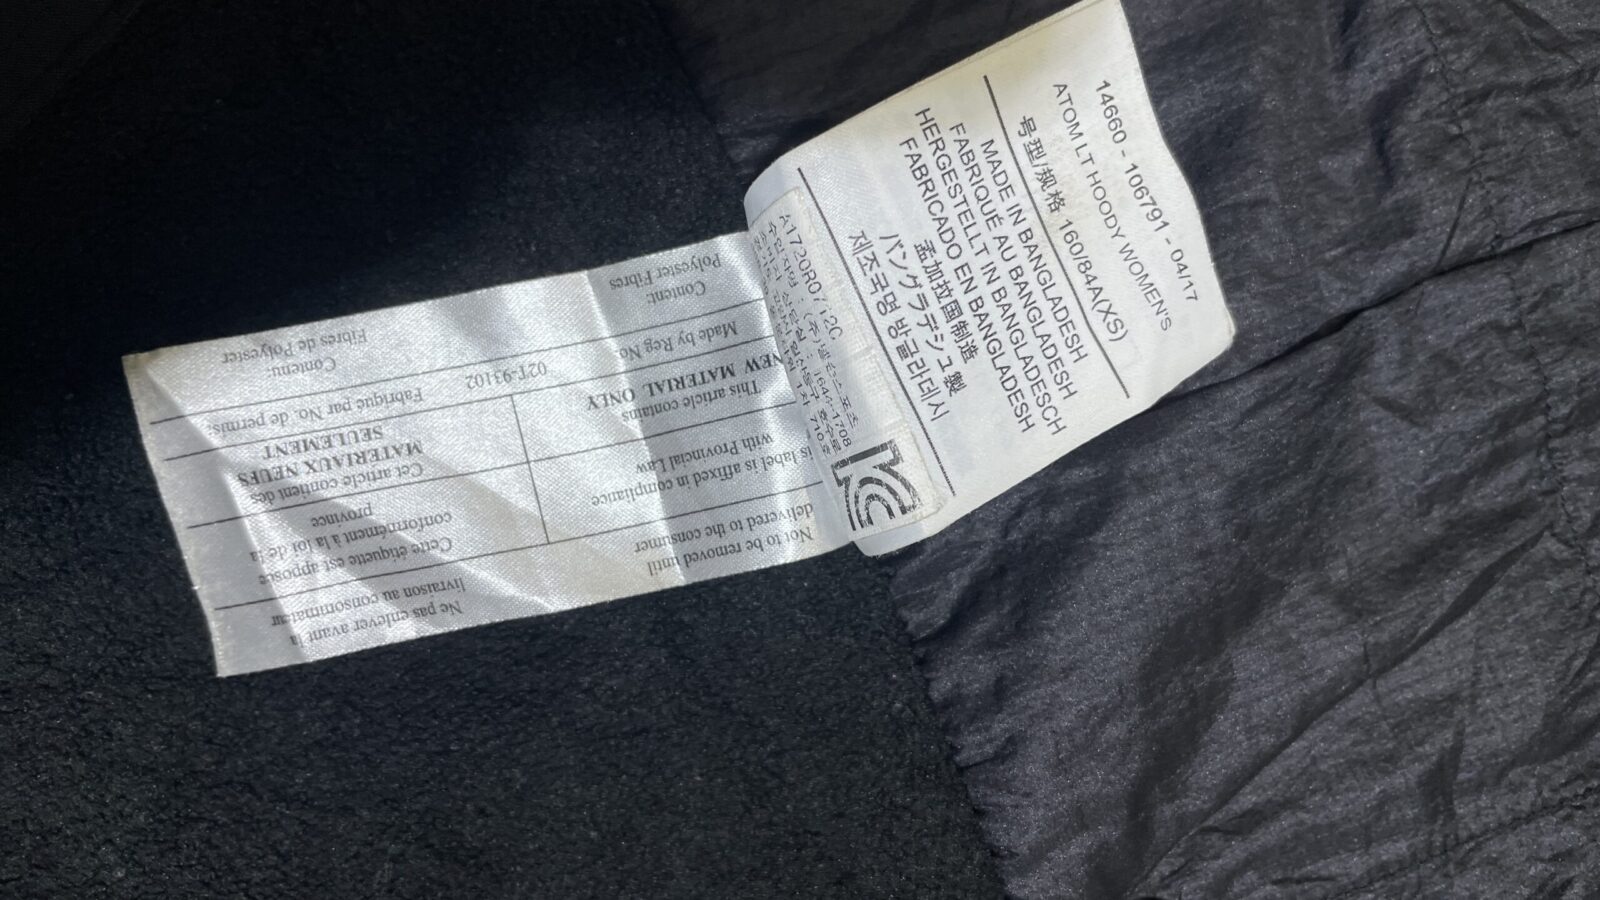 14660 - 106791 - 04/17
ATOM LT HOODY WOMEN'S
号型/规格 160/84A(XS)
MADE IN BANGLADESH
FABRIQUÉ AU BANGLADESH
HERGESTELLT IN BANGLADESCH
FABRICADO EN BANGLADESH
孟加拉国制造
バングラデシュ製
제조국명 방글라데시
A1720R0712C
Not to be removed until
delivered to the consumer
is label is affixed in compliance
with Provincial Law
This article contains
NEW MATERIAL ONLY
Made by Reg No.
02T-93102
Content:
Polyester Fibres
Ne pas enlever avant la
livraison au consommateur
Cette étiquette est apposée
conformément à la loi de la
province
Cet article contient des
MATERIAUX NEUFS
SEULEMENT
Fabriqué par No. de permis:
Contenu:
Fibres de Polyester